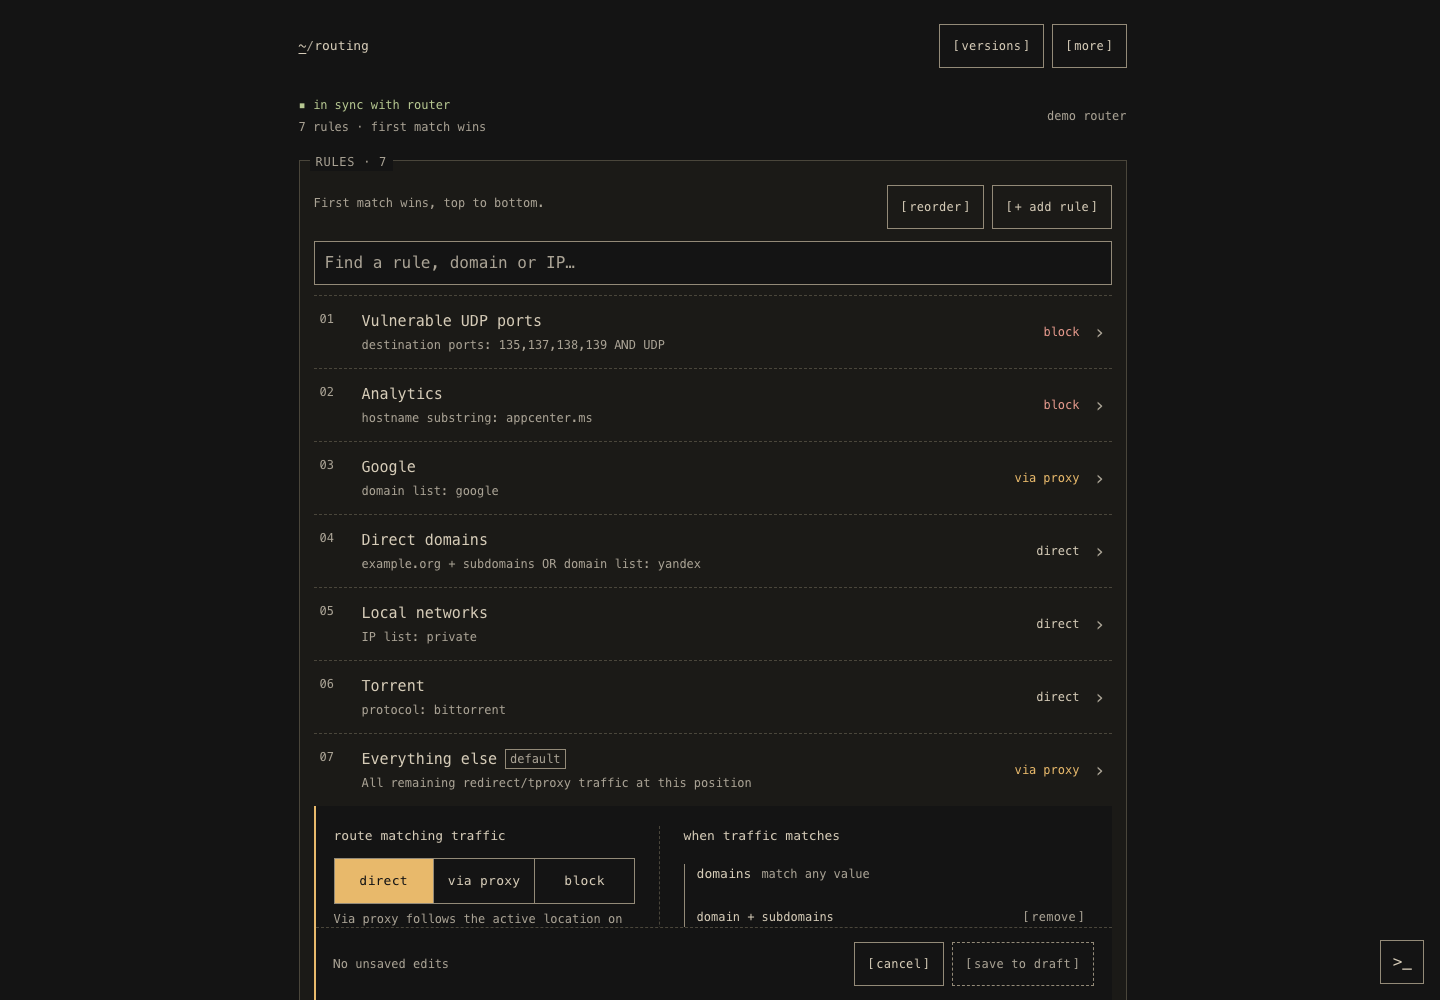 ~/routing
[versions] [more]
in sync with router
7 rules · first match wins
demo router
RULES · 7
First match wins, top to bottom.
[reorder] [+ add rule]
Find a rule, domain or IP…
01 Vulnerable UDP ports
destination ports: 135,137,138,139 AND UDP
block ›
02 Analytics
hostname substring: appcenter.ms
block ›
03 Google
domain list: google
via proxy ›
04 Direct domains
example.org + subdomains OR domain list: yandex
direct ›
05 Local networks
IP list: private
direct ›
06 Torrent
protocol: bittorrent
direct ›
07 Everything else default
All remaining redirect/tproxy traffic at this position
via proxy ›
route matching traffic
direct via proxy block
Via proxy follows the active location on
when traffic matches
domains match any value
domain + subdomains [remove]
No unsaved edits
[cancel] [save to draft]
>_